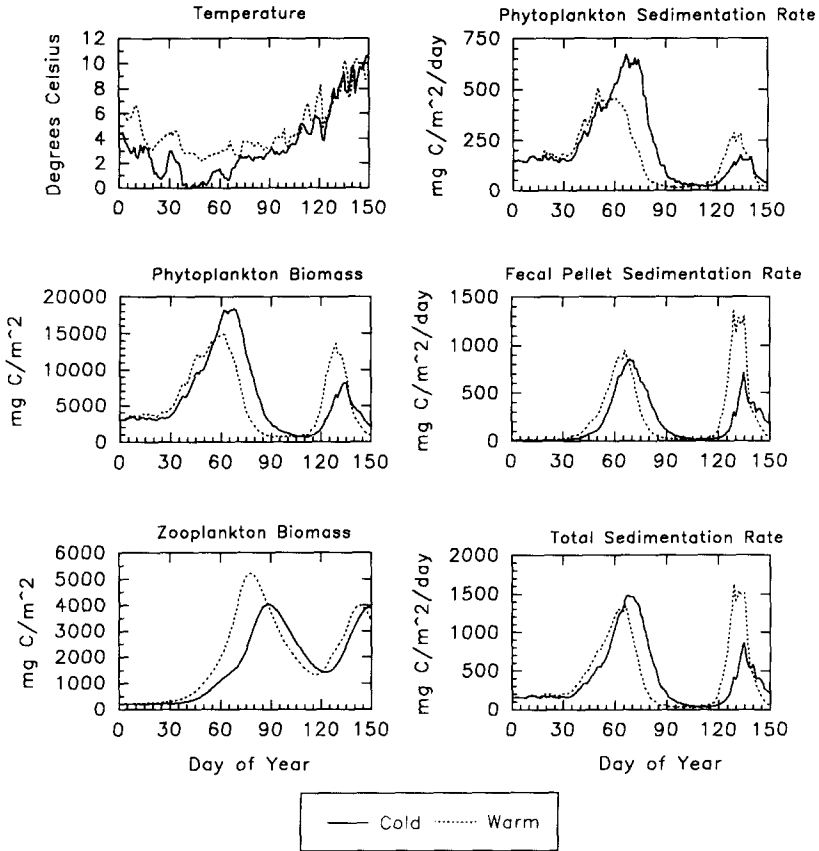 Temperature
Degrees Celsius
12
10
8
6
4
2
0
0 30 60 90 120 150
Phytoplankton Sedimentation Rate
mg C/m^2/day
750
500
250
0
0 30 60 90 120 150
Phytoplankton Biomass
mg C/m^2
20000
15000
10000
5000
0
0 30 60 90 120 150
Fecal Pellet Sedimentation Rate
mg C/m^2/day
1500
1000
500
0
0 30 60 90 120 150
Zooplankton Biomass
mg C/m^2
6000
5000
4000
3000
2000
1000
0
0 30 60 90 120 150
Day of Year
Total Sedimentation Rate
mg C/m^2/day
2000
1500
1000
500
0
0 30 60 90 120 150
Day of Year
Cold Warm